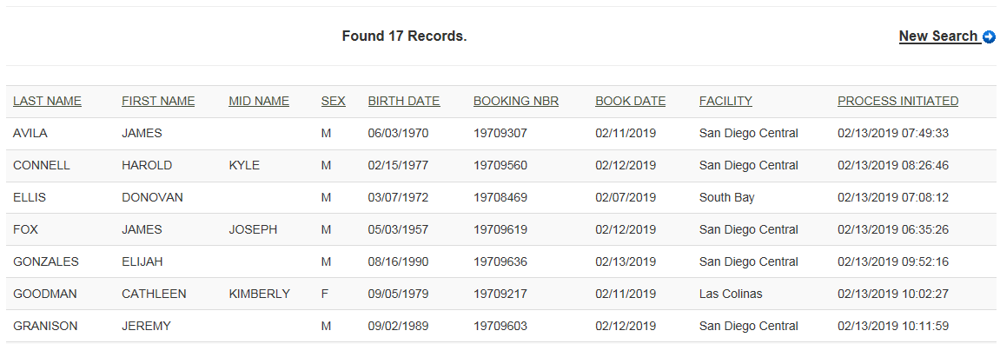 Found 17 Records.
New Search
LAST NAME FIRST NAME MID NAME SEX BIRTH DATE BOOKING NBR BOOK DATE FACILITY PROCESS INITIATED
AVILA JAMES M 06/03/1970 19709307 02/11/2019 San Diego Central 02/13/2019 07:49:33
CONNELL HAROLD KYLE M 02/15/1977 19709560 02/12/2019 San Diego Central 02/13/2019 08:26:46
ELLIS DONOVAN M 03/07/1972 19708469 02/07/2019 South Bay 02/13/2019 07:08:12
FOX JAMES JOSEPH M 05/03/1957 19709619 02/12/2019 San Diego Central 02/13/2019 06:35:26
GONZALES ELIJAH M 08/16/1990 19709636 02/13/2019 San Diego Central 02/13/2019 09:52:16
GOODMAN CATHLEEN KIMBERLY F 09/05/1979 19709217 02/11/2019 Las Colinas 02/13/2019 10:02:27
GRANISON JEREMY M 09/02/1989 19709603 02/12/2019 San Diego Central 02/13/2019 10:11:59